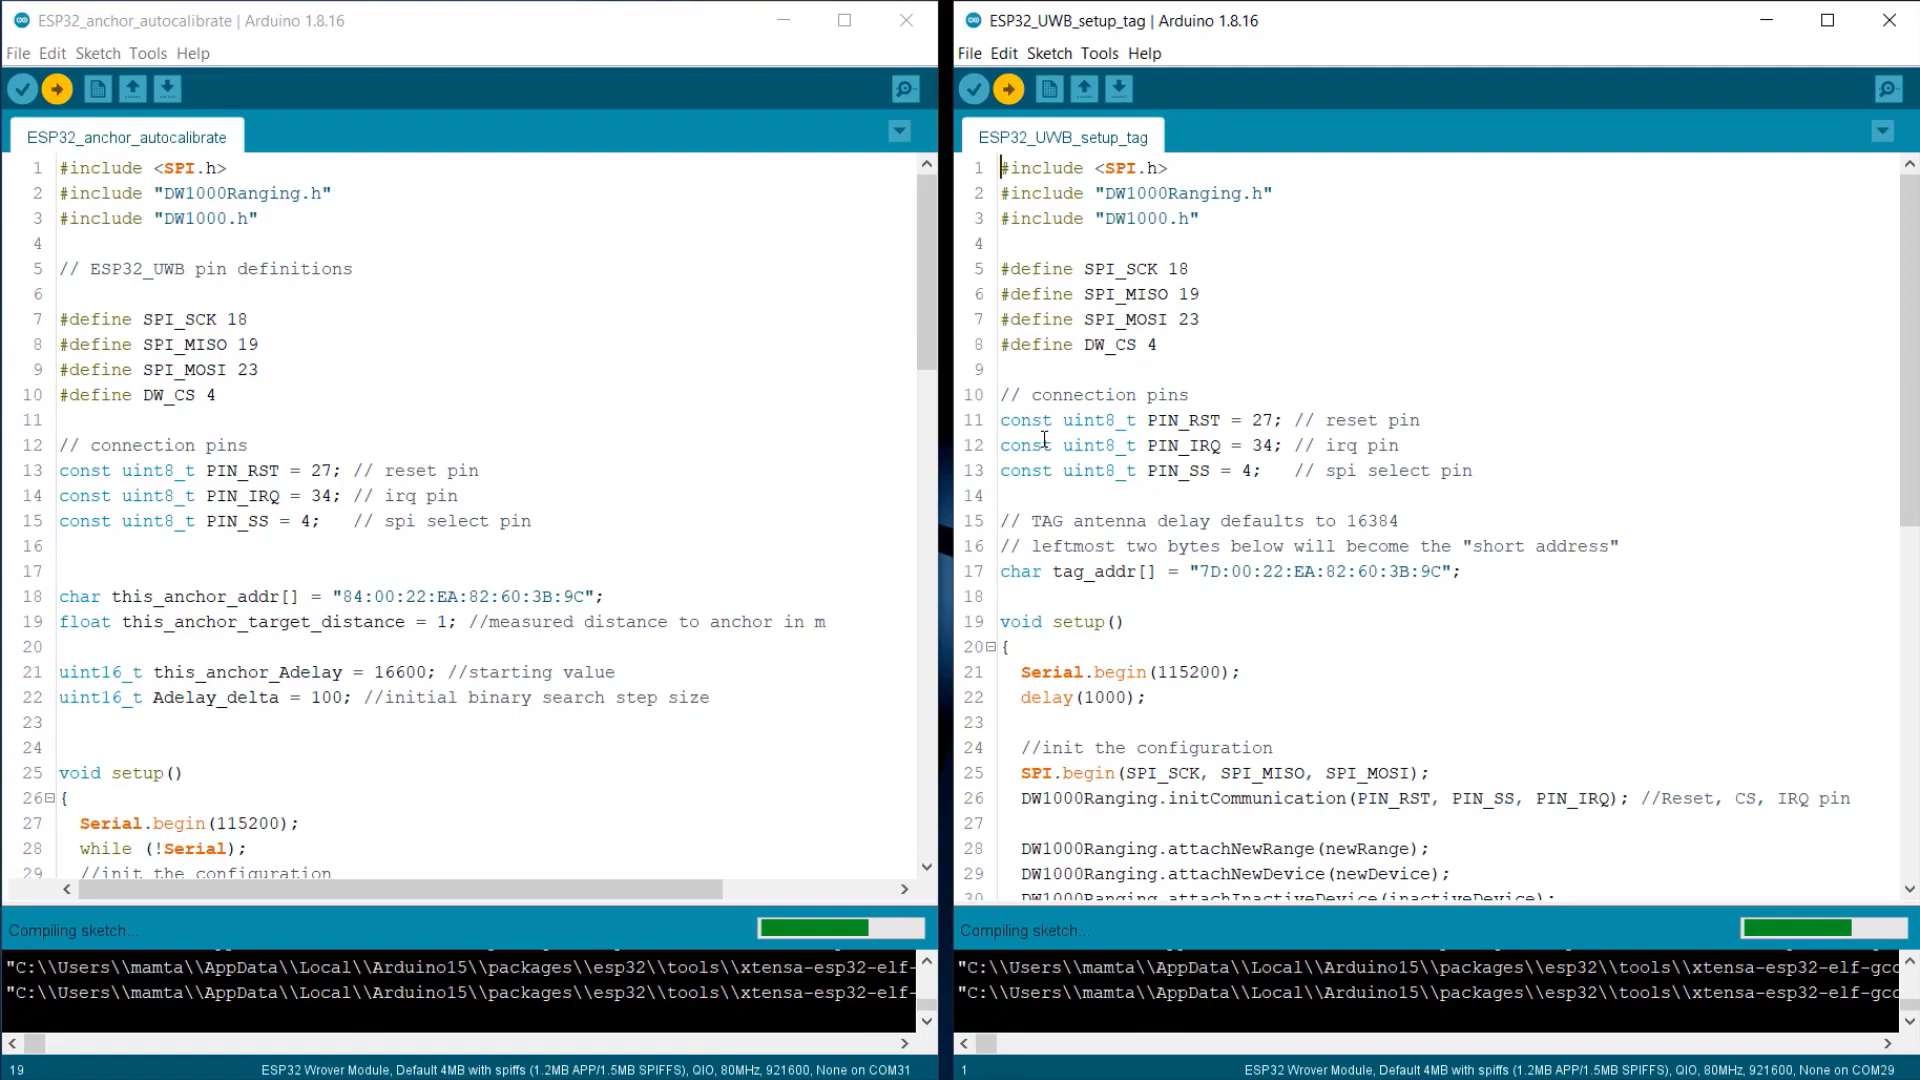 ESP32_anchor_autocalibrate | Arduino 1.8.16
File Edit Sketch Tools Help
ESP32_anchor_autocalibrate
1 #include <SPI.h>
2 #include "DW1000Ranging.h"
3 #include "DW1000.h"
4
5 // ESP32_UWB pin definitions
6
7 #define SPI_SCK 18
8 #define SPI_MISO 19
9 #define SPI_MOSI 23
10 #define DW_CS 4
11
12 // connection pins
13 const uint8_t PIN_RST = 27; // reset pin
14 const uint8_t PIN_IRQ = 34; // irq pin
15 const uint8_t PIN_SS = 4;   // spi select pin
16
17
18 char this_anchor_addr[] = "84:00:22:EA:82:60:3B:9C";
19 float this_anchor_target_distance = 1; //measured distance to anchor in m
20
21 uint16_t this_anchor_Adelay = 16600; //starting value
22 uint16_t Adelay_delta = 100; //initial binary search step size
23
24
25 void setup()
26 {
27   Serial.begin(115200);
28   while (!Serial);
29   //init the configuration
Compiling sketch...
"C:\\Users\\mamta\\AppData\\Local\\Arduino15\\packages\\esp32\\tools\\xtensa-esp32-elf-
"C:\\Users\\mamta\\AppData\\Local\\Arduino15\\packages\\esp32\\tools\\xtensa-esp32-elf-
19 ESP32 Wrover Module, Default 4MB with spiffs (1.2MB APP/1.5MB SPIFFS), QIO, 80MHz, 921600, None on COM31
ESP32_UWB_setup_tag | Arduino 1.8.16
File Edit Sketch Tools Help
ESP32_UWB_setup_tag
1 #include <SPI.h>
2 #include "DW1000Ranging.h"
3 #include "DW1000.h"
4
5 #define SPI_SCK 18
6 #define SPI_MISO 19
7 #define SPI_MOSI 23
8 #define DW_CS 4
9
10 // connection pins
11 const uint8_t PIN_RST = 27; // reset pin
12 const uint8_t PIN_IRQ = 34; // irq pin
13 const uint8_t PIN_SS = 4;   // spi select pin
14
15 // TAG antenna delay defaults to 16384
16 // leftmost two bytes below will become the "short address"
17 char tag_addr[] = "7D:00:22:EA:82:60:3B:9C";
18
19 void setup()
20 {
21   Serial.begin(115200);
22   delay(1000);
23
24   //init the configuration
25   SPI.begin(SPI_SCK, SPI_MISO, SPI_MOSI);
26   DW1000Ranging.initCommunication(PIN_RST, PIN_SS, PIN_IRQ); //Reset, CS, IRQ pin
27
28   DW1000Ranging.attachNewRange(newRange);
29   DW1000Ranging.attachNewDevice(newDevice);
30   DW1000Ranging.attachInactiveDevice(inactiveDevice);
Compiling sketch...
"C:\\Users\\mamta\\AppData\\Local\\Arduino15\\packages\\esp32\\tools\\xtensa-esp32-elf-gcc
"C:\\Users\\mamta\\AppData\\Local\\Arduino15\\packages\\esp32\\tools\\xtensa-esp32-elf-gcc
1 ESP32 Wrover Module, Default 4MB with spiffs (1.2MB APP/1.5MB SPIFFS), QIO, 80MHz, 921600, None on COM29